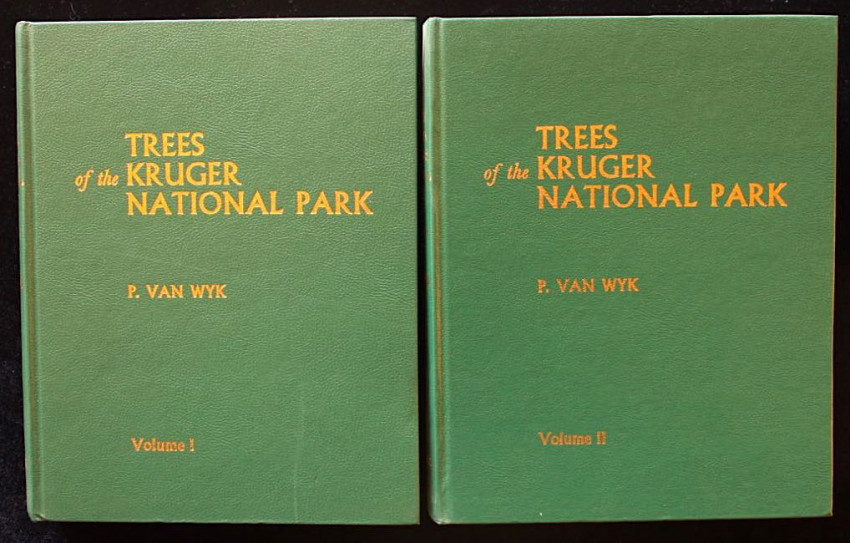 TREES
of the KRUGER
NATIONAL PARK
P. VAN WYK
Volume I
TREES
of the KRUGER
NATIONAL PARK
P. VAN WYK
Volume II